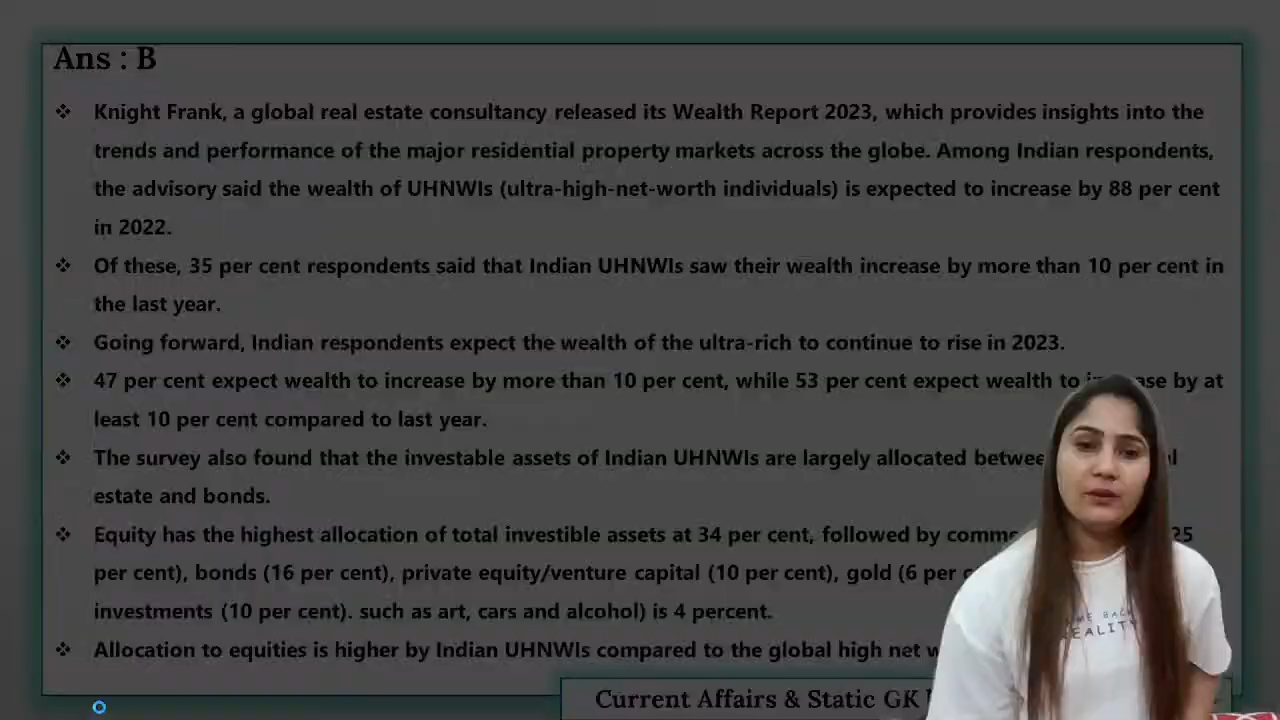 Ans : B
❖ Knight Frank, a global real estate consultancy released its Wealth Report 2023, which provides insights into the
trends and performance of the major residential property markets across the globe. Among Indian respondents,
the advisory said the wealth of UHNWIs (ultra-high-net-worth individuals) is expected to increase by 88 per cent
in 2022.
❖ Of these, 35 per cent respondents said that Indian UHNWIs saw their wealth increase by more than 10 per cent in
the last year.
❖ Going forward, Indian respondents expect the wealth of the ultra-rich to continue to rise in 2023.
❖ 47 per cent expect wealth to increase by more than 10 per cent, while 53 per cent expect wealth to by at
least 10 per cent compared to last year.
❖ The survey also found that the investable assets of Indian UHNWIs are largely allocated
estate and bonds.
❖ Equity has the highest allocation of total investible assets at 34 per cent, followed by 25
per cent), bonds (16 per cent), private equity/venture capital (10 per cent), gold (6 per
investments (10 per cent). such as art, cars and alcohol) is 4 percent.
❖ Allocation to equities is higher by Indian UHNWIs compared to the global high net
Current Affairs & Static GK
REALITY